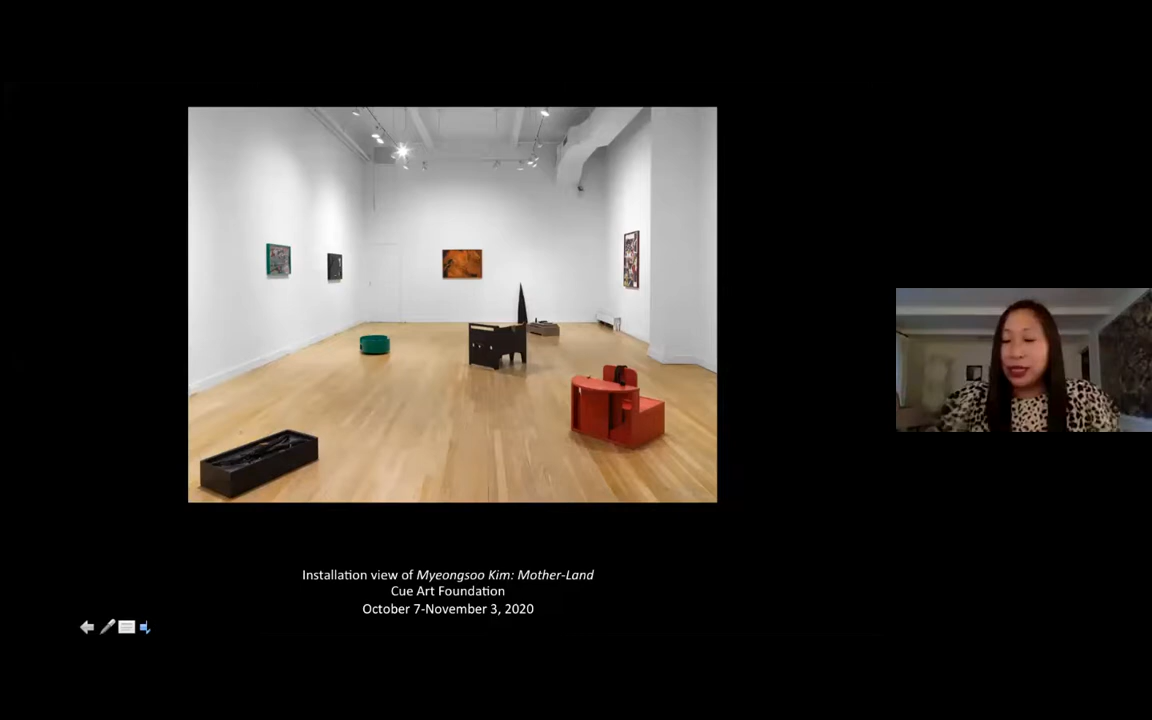 Installation view of Myeongsoo Kim: Mother-Land
Cue Art Foundation
October 7-November 3, 2020